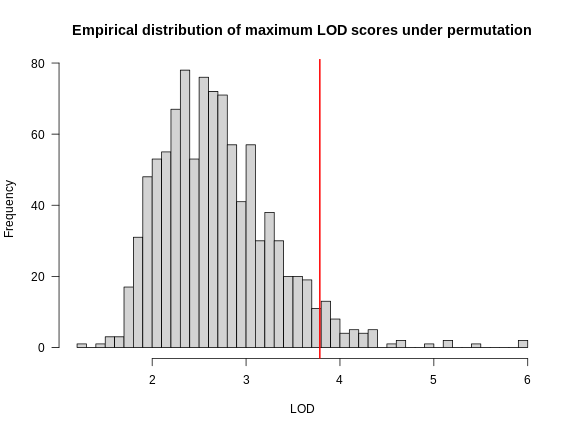 Empirical distribution of maximum LOD scores under permutation
Frequency
80
60
40
20
0
2 3 4 5 6
LOD